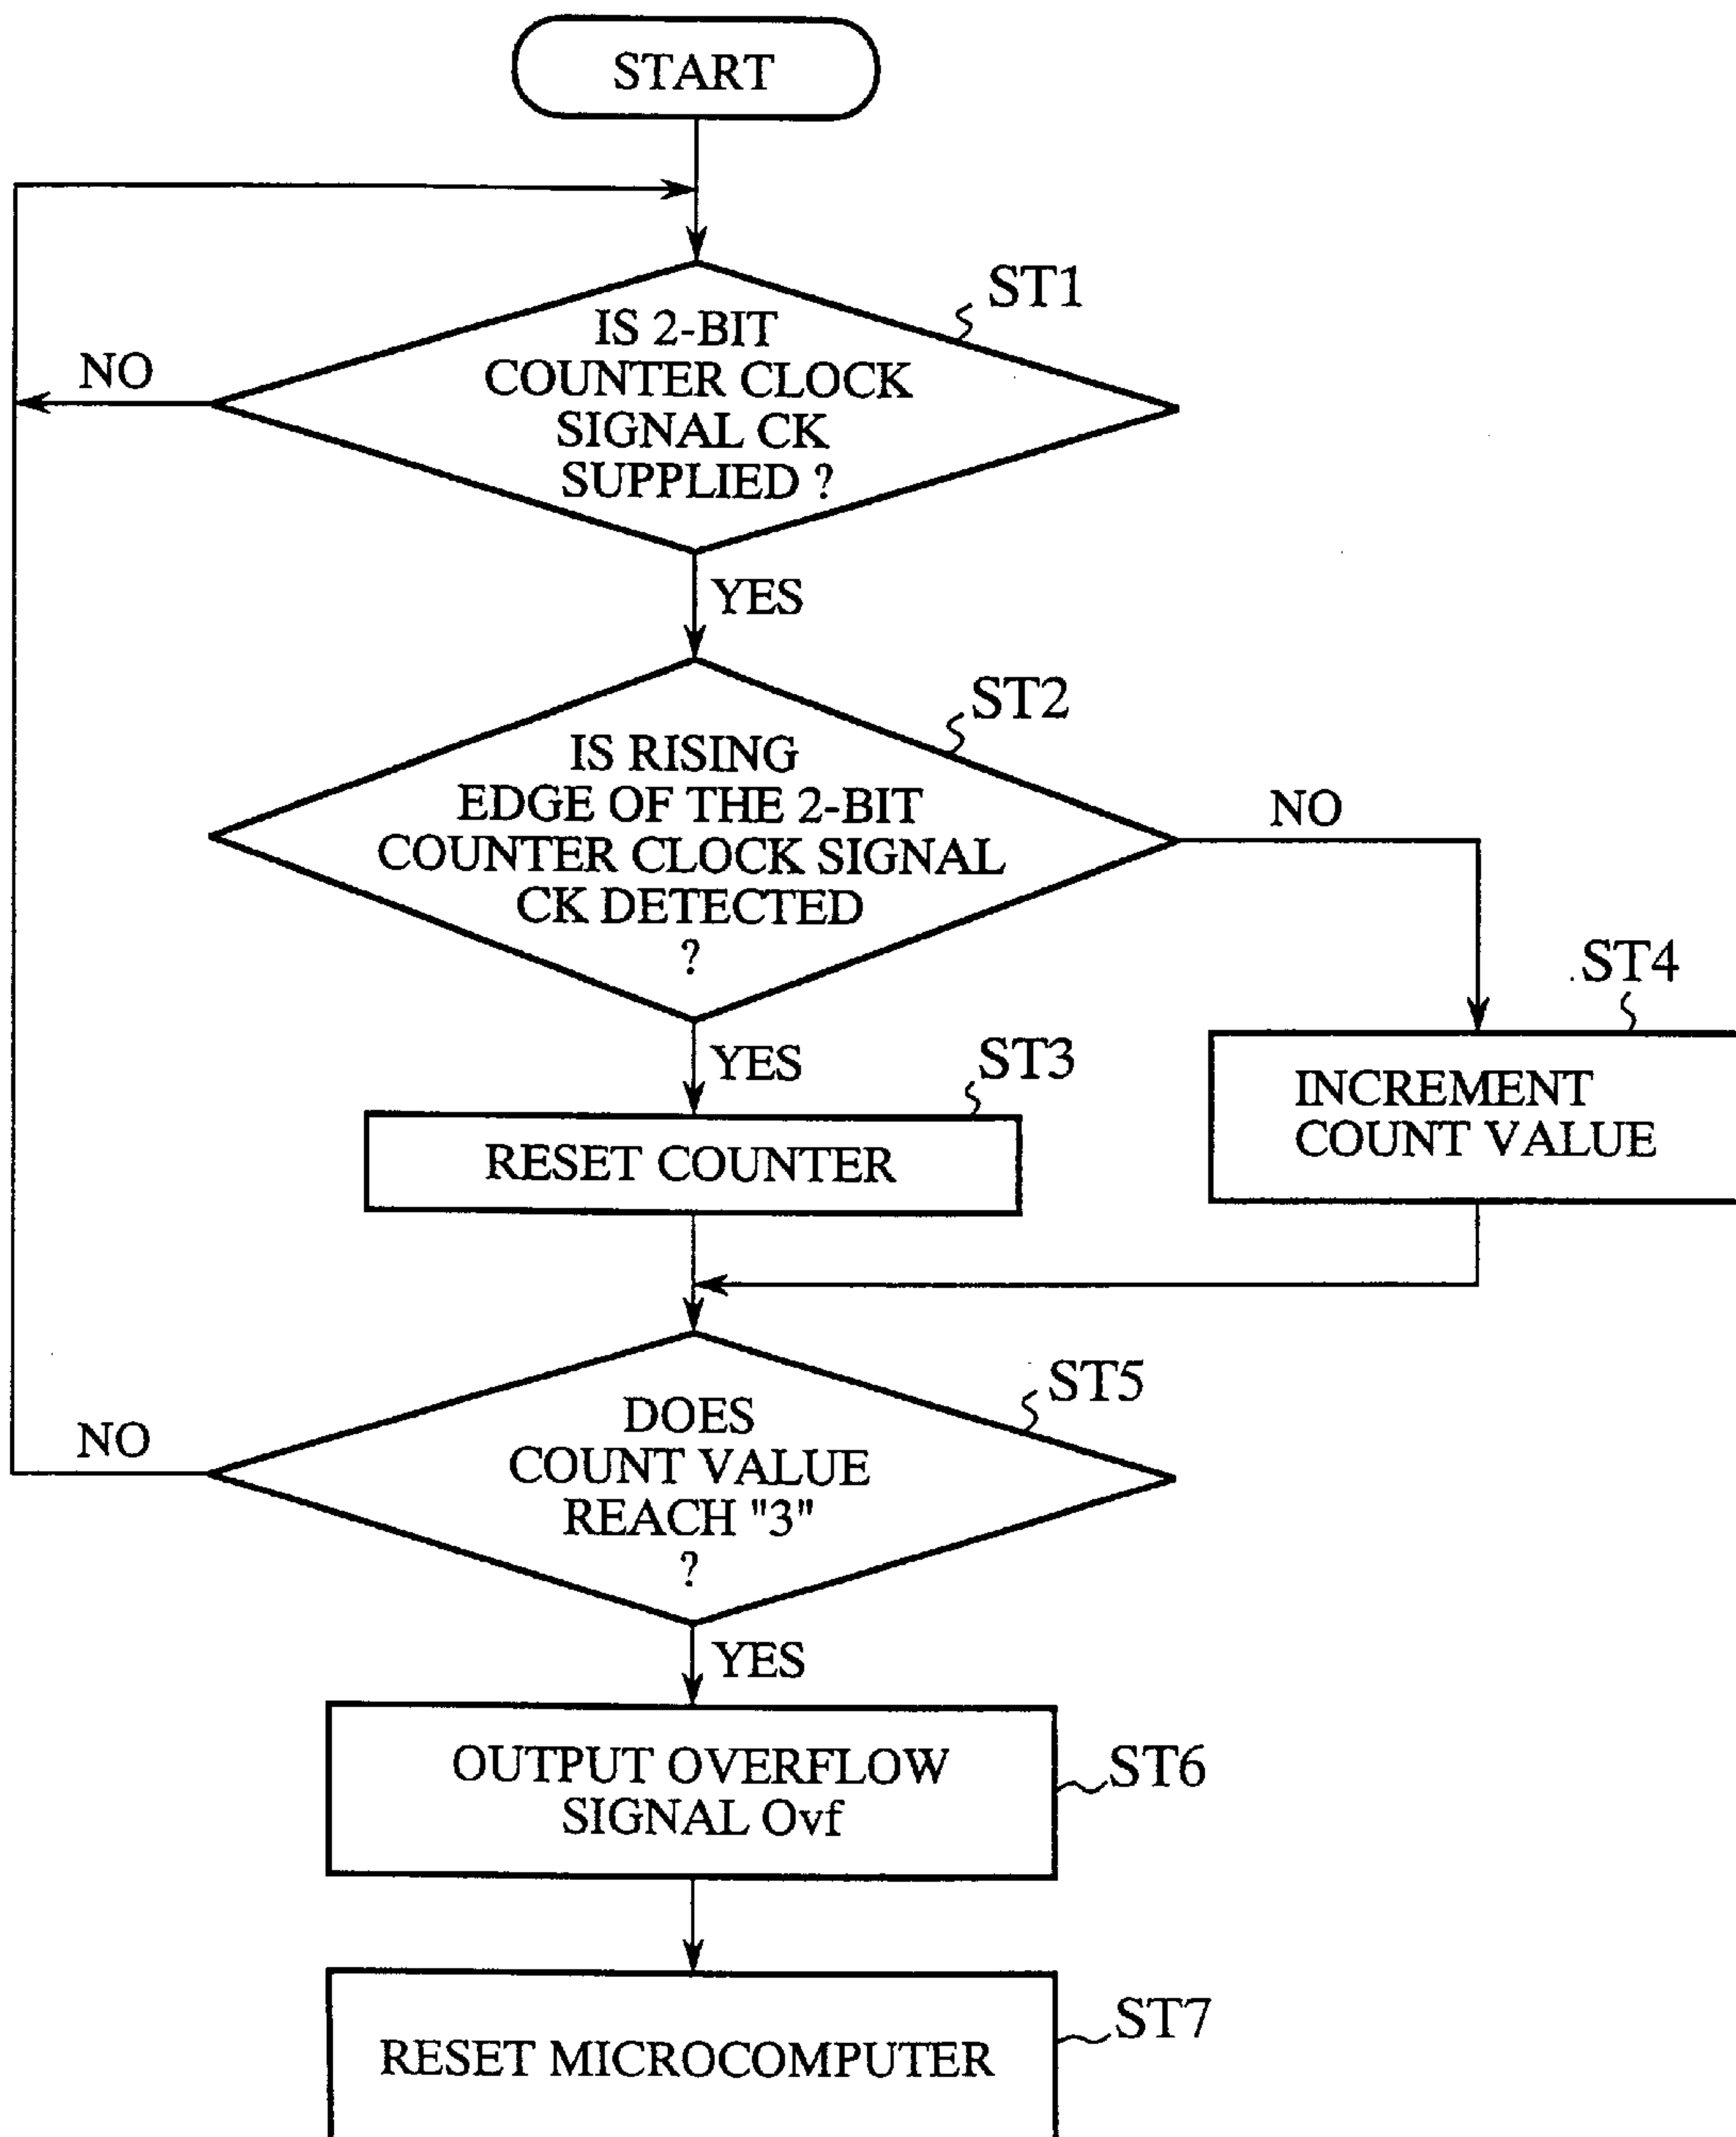 START
ST1
IS 2-BIT
COUNTER CLOCK
SIGNAL CK
SUPPLIED ?
NO
YES
ST2
IS RISING
EDGE OF THE 2-BIT
COUNTER CLOCK SIGNAL
CK DETECTED
?
NO
YES
ST3
RESET COUNTER
ST4
INCREMENT
COUNT VALUE
ST5
DOES
COUNT VALUE
REACH "3"
?
NO
YES
OUTPUT OVERFLOW
SIGNAL Ovf
ST6
RESET MICROCOMPUTER
ST7